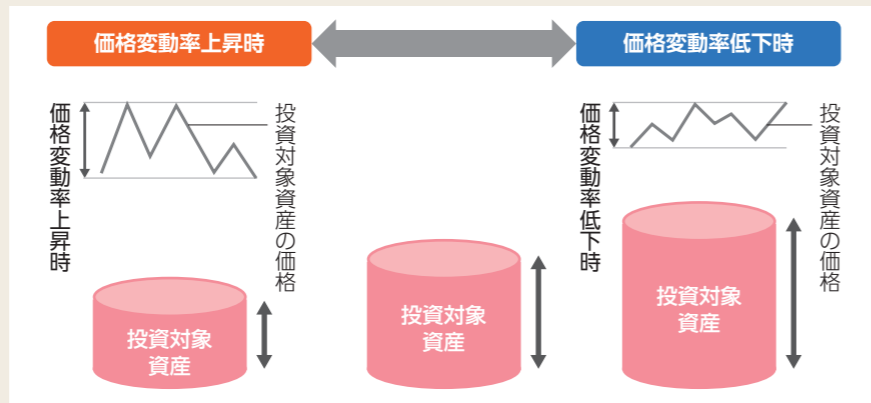 価格変動率上昇時
価格変動率低下時
価格変動率上昇時
投資対象資産の価格
価格変動率低下時
投資対象資産の価格
投資対象
資産
投資対象
資産
投資対象
資産